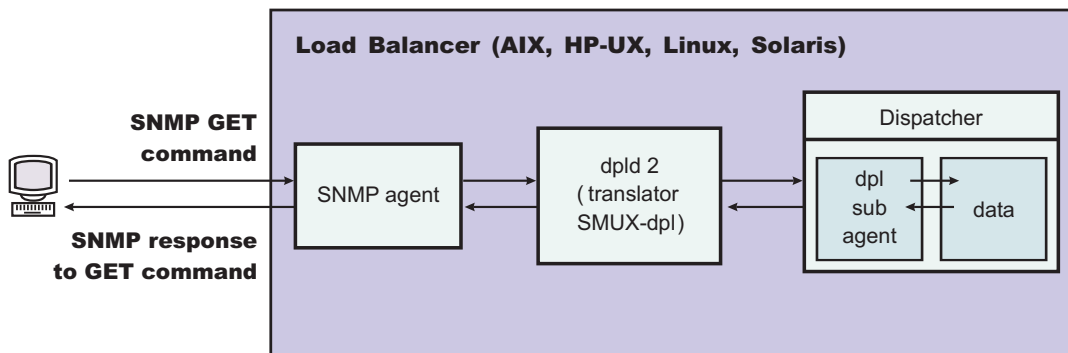 Load Balancer (AIX, HP-UX, Linux, Solaris)
SNMP GET
command
SNMP response
to GET command
SNMP agent
dpld 2
( translator
SMUX-dpl)
Dispatcher
dpl
sub
agent
data